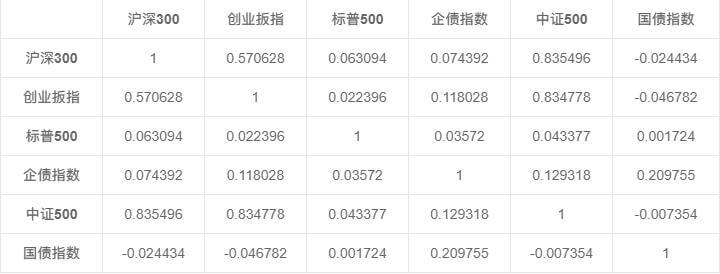 沪深300 创业扳指 标普500 企债指数 中证500 国债指数
沪深300 1 0.570628 0.063094 0.074392 0.835496 -0.024434
创业扳指 0.570628 1 0.022396 0.118028 0.834778 -0.046782
标普500 0.063094 0.022396 1 0.03572 0.043377 0.001724
企债指数 0.074392 0.118028 0.03572 1 0.129318 0.209755
中证500 0.835496 0.834778 0.043377 0.129318 1 -0.007354
国债指数 -0.024434 -0.046782 0.001724 0.209755 -0.007354 1